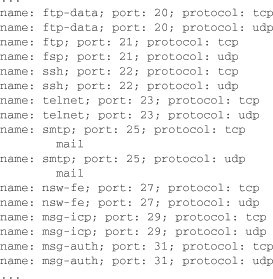 ...
name: ftp-data; port: 20; protocol: tcp
name: ftp-data; port: 20; protocol: udp
name: ftp; port: 21; protocol: tcp
name: fsp; port: 21; protocol: udp
name: ssh; port: 22; protocol: tcp
name: ssh; port: 22; protocol: udp
name: telnet; port: 23; protocol: tcp
name: telnet; port: 23; protocol: udp
name: smtp; port: 25; protocol: tcp
mail
name: smtp; port: 25; protocol: udp
mail
name: nsw-fe; port: 27; protocol: tcp
name: nsw-fe; port: 27; protocol: udp
name: msg-icp; port: 29; protocol: tcp
name: msg-icp; port: 29; protocol: udp
name: msg-auth; port: 31; protocol: tcp
name: msg-auth; port: 31; protocol: udp
...